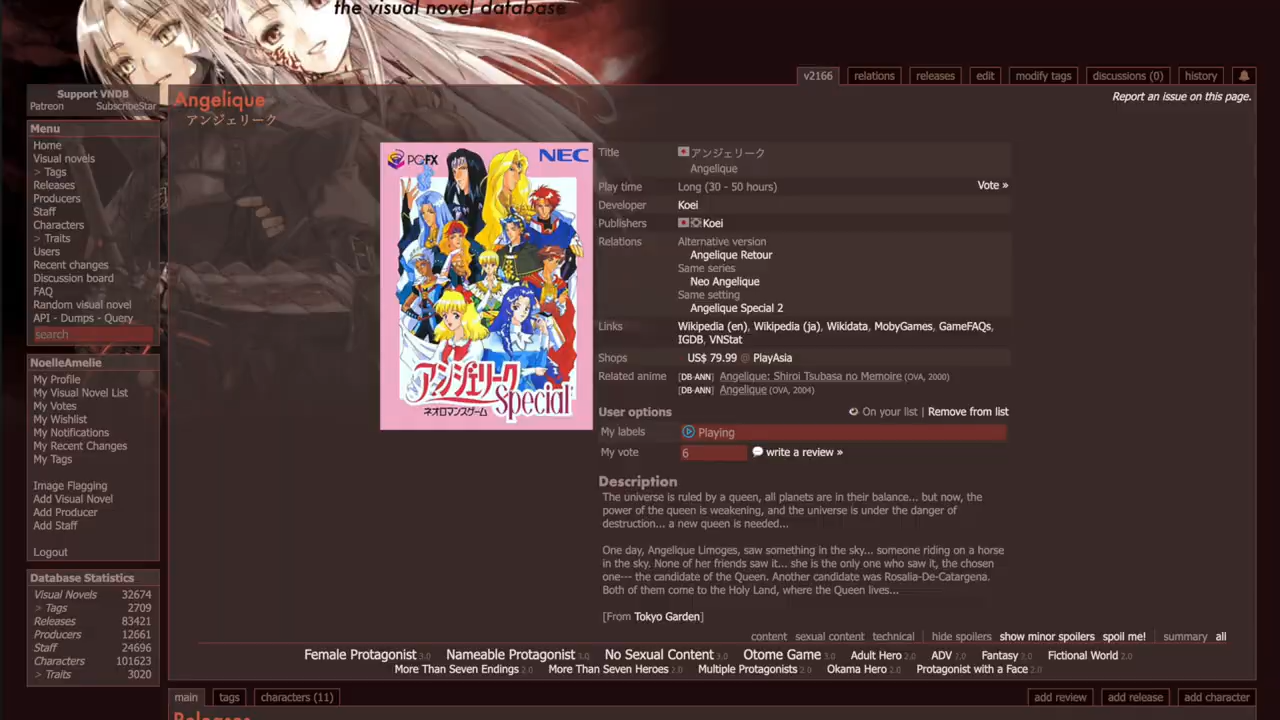 the visual novel database
v2166 relations releases edit modify tags discussions (0) history
Report an issue on this page.
Support VNDB
Patreon SubscribeStar
Menu
Home
Visual novels
> Tags
Releases
Producers
Staff
Characters
> Traits
Users
Recent changes
Discussion board
FAQ
Random visual novel
API - Dumps - Query
search
NoelleAmelie
My Profile
My Visual Novel List
My Votes
My Wishlist
My Notifications
My Recent Changes
My Tags
Image Flagging
Add Visual Novel
Add Producer
Add Staff
Logout
Database Statistics
Visual Novels 32674
> Tags 2709
Releases 83421
Producers 12661
Staff 24696
Characters 101623
> Traits 3020
Angelique
アンジェリーク
PC-FX NEC
アンジェリーク
Special
ネオロマンスゲーム
Title アンジェリーク
Angelique
Play time Long (30 - 50 hours) Vote »
Developer Koei
Publishers Koei
Relations Alternative version
Angelique Retour
Same series
Neo Angelique
Same setting
Angelique Special 2
Links Wikipedia (en), Wikipedia (ja), Wikidata, MobyGames, GameFAQs,
IGDB, VNStat
Shops US$ 79.99 @ PlayAsia
Related anime [DB·ANN] Angelique: Shiroi Tsubasa no Memoire (OVA, 2000)
[DB·ANN] Angelique (OVA, 2004)
User options On your list | Remove from list
My labels Playing
My vote 6 write a review »
Description
The universe is ruled by a queen, all planets are in their balance... but now, the
power of the queen is weakening, and the universe is under the danger of
destruction... a new queen is needed...
One day, Angelique Limoges, saw something in the sky... someone riding on a horse
in the sky. None of her friends saw it... she is the only one who saw it, the chosen
one--- the candidate of the Queen. Another candidate was Rosalia-De-Catargena.
Both of them come to the Holy Land, where the Queen lives...
[From Tokyo Garden]
content sexual content technical | hide spoilers show minor spoilers spoil me! | summary all
Female Protagonist 3.0 Nameable Protagonist 3.0 No Sexual Content 3.0 Otome Game 3.0 Adult Hero 2.0 ADV 2.0 Fantasy 2.0 Fictional World 2.0
More Than Seven Endings 2.0 More Than Seven Heroes 2.0 Multiple Protagonists 2.0 Okama Hero 2.0 Protagonist with a Face 2.0
main tags characters (11) add review add release add character
Releases